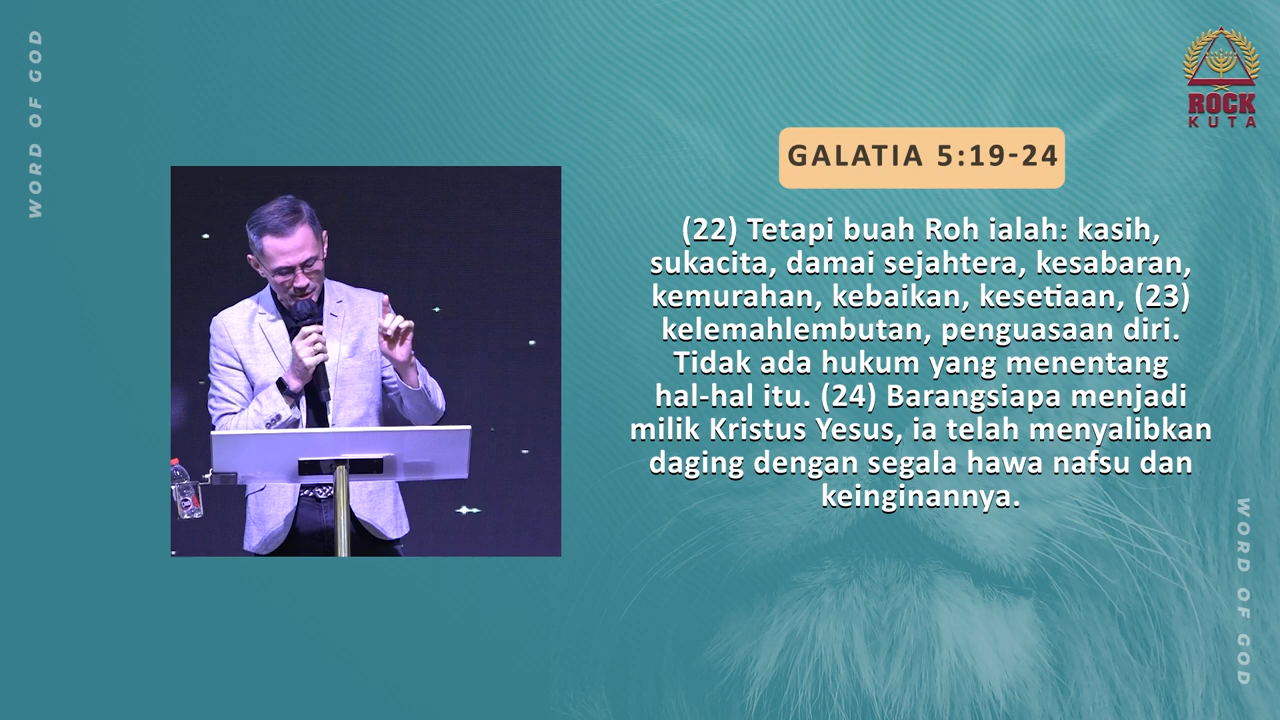 WORD OF GOD
ROCK
KUTA
GALATIA 5:19-24
(22) Tetapi buah Roh ialah: kasih,
sukacita, damai sejahtera, kesabaran,
kemurahan, kebaikan, kesetiaan, (23)
kelemahlembutan, penguasaan diri.
Tidak ada hukum yang menentang
hal-hal itu. (24) Barangsiapa menjadi
milik Kristus Yesus, ia telah menyalibkan
daging dengan segala hawa nafsu dan
keinginannya.
WORD OF GOD